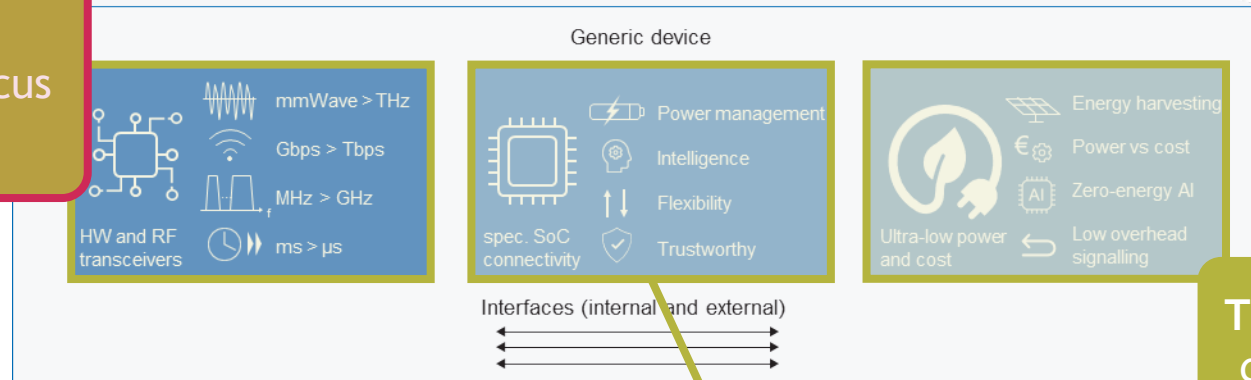 cus
Generic device
mmWave > THz
Gbps > Tbps
MHz > GHz
f
ms > µs
HW and RF
transceivers
Power management
Intelligence
Flexibility
Trustworthy
spec. SoC
connectivity
Energy harvesting
€
Power vs cost
AI
Zero-energy AI
Low overhead
signalling
Ultra-low power
and cost
Interfaces (internal and external)
T